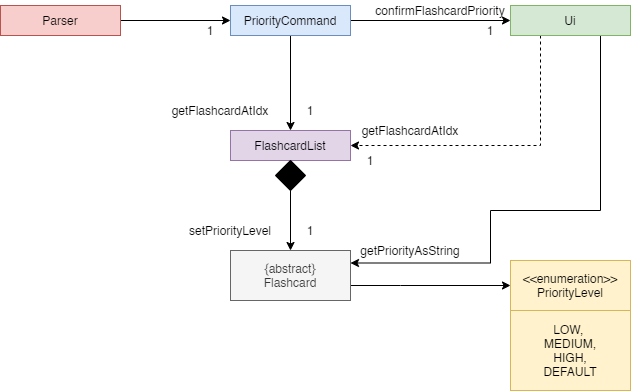 Parser
1
PriorityCommand
confirmFlashcardPriority
1
Ui
getFlashcardAtIdx
1
FlashcardList
getFlashcardAtIdx
1
setPriorityLevel
1
{abstract}
Flashcard
getPriorityAsString
<<enumeration>>
PriorityLevel
LOW,
MEDIUM,
HIGH,
DEFAULT